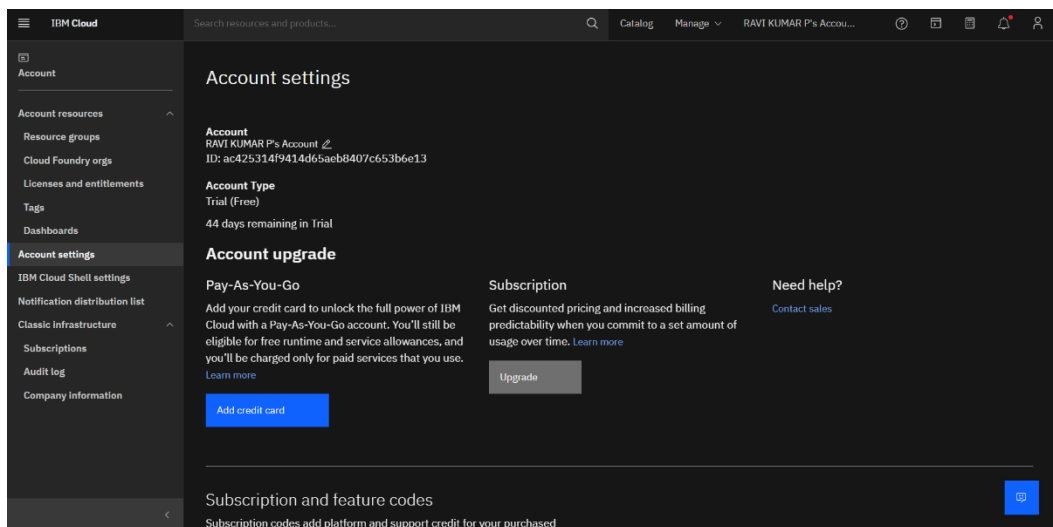 IBM Cloud
Search resources and products...
Catalog
Manage
RAVI KUMAR P's Accou...
Account
Account resources
Resource groups
Cloud Foundry orgs
Licenses and entitlements
Tags
Dashboards
Account settings
IBM Cloud Shell settings
Notification distribution list
Classic infrastructure
Subscriptions
Audit log
Company information
Account settings
Account
RAVI KUMAR P's Account
ID: ac425314f9414d65aeb8407c653b6e13
Account Type
Trial (Free)
44 days remaining in Trial
Account upgrade
Pay-As-You-Go
Add your credit card to unlock the full power of IBM
Cloud with a Pay-As-You-Go account. You'll still be
eligible for free runtime and service allowances, and
you'll be charged only for paid services that you use.
Learn more
Add credit card
Subscription
Get discounted pricing and increased billing
predictability when you commit to a set amount of
usage over time. Learn more
Upgrade
Need help?
Contact sales
Subscription and feature codes
Subscription codes add platform and support credit for your purchased